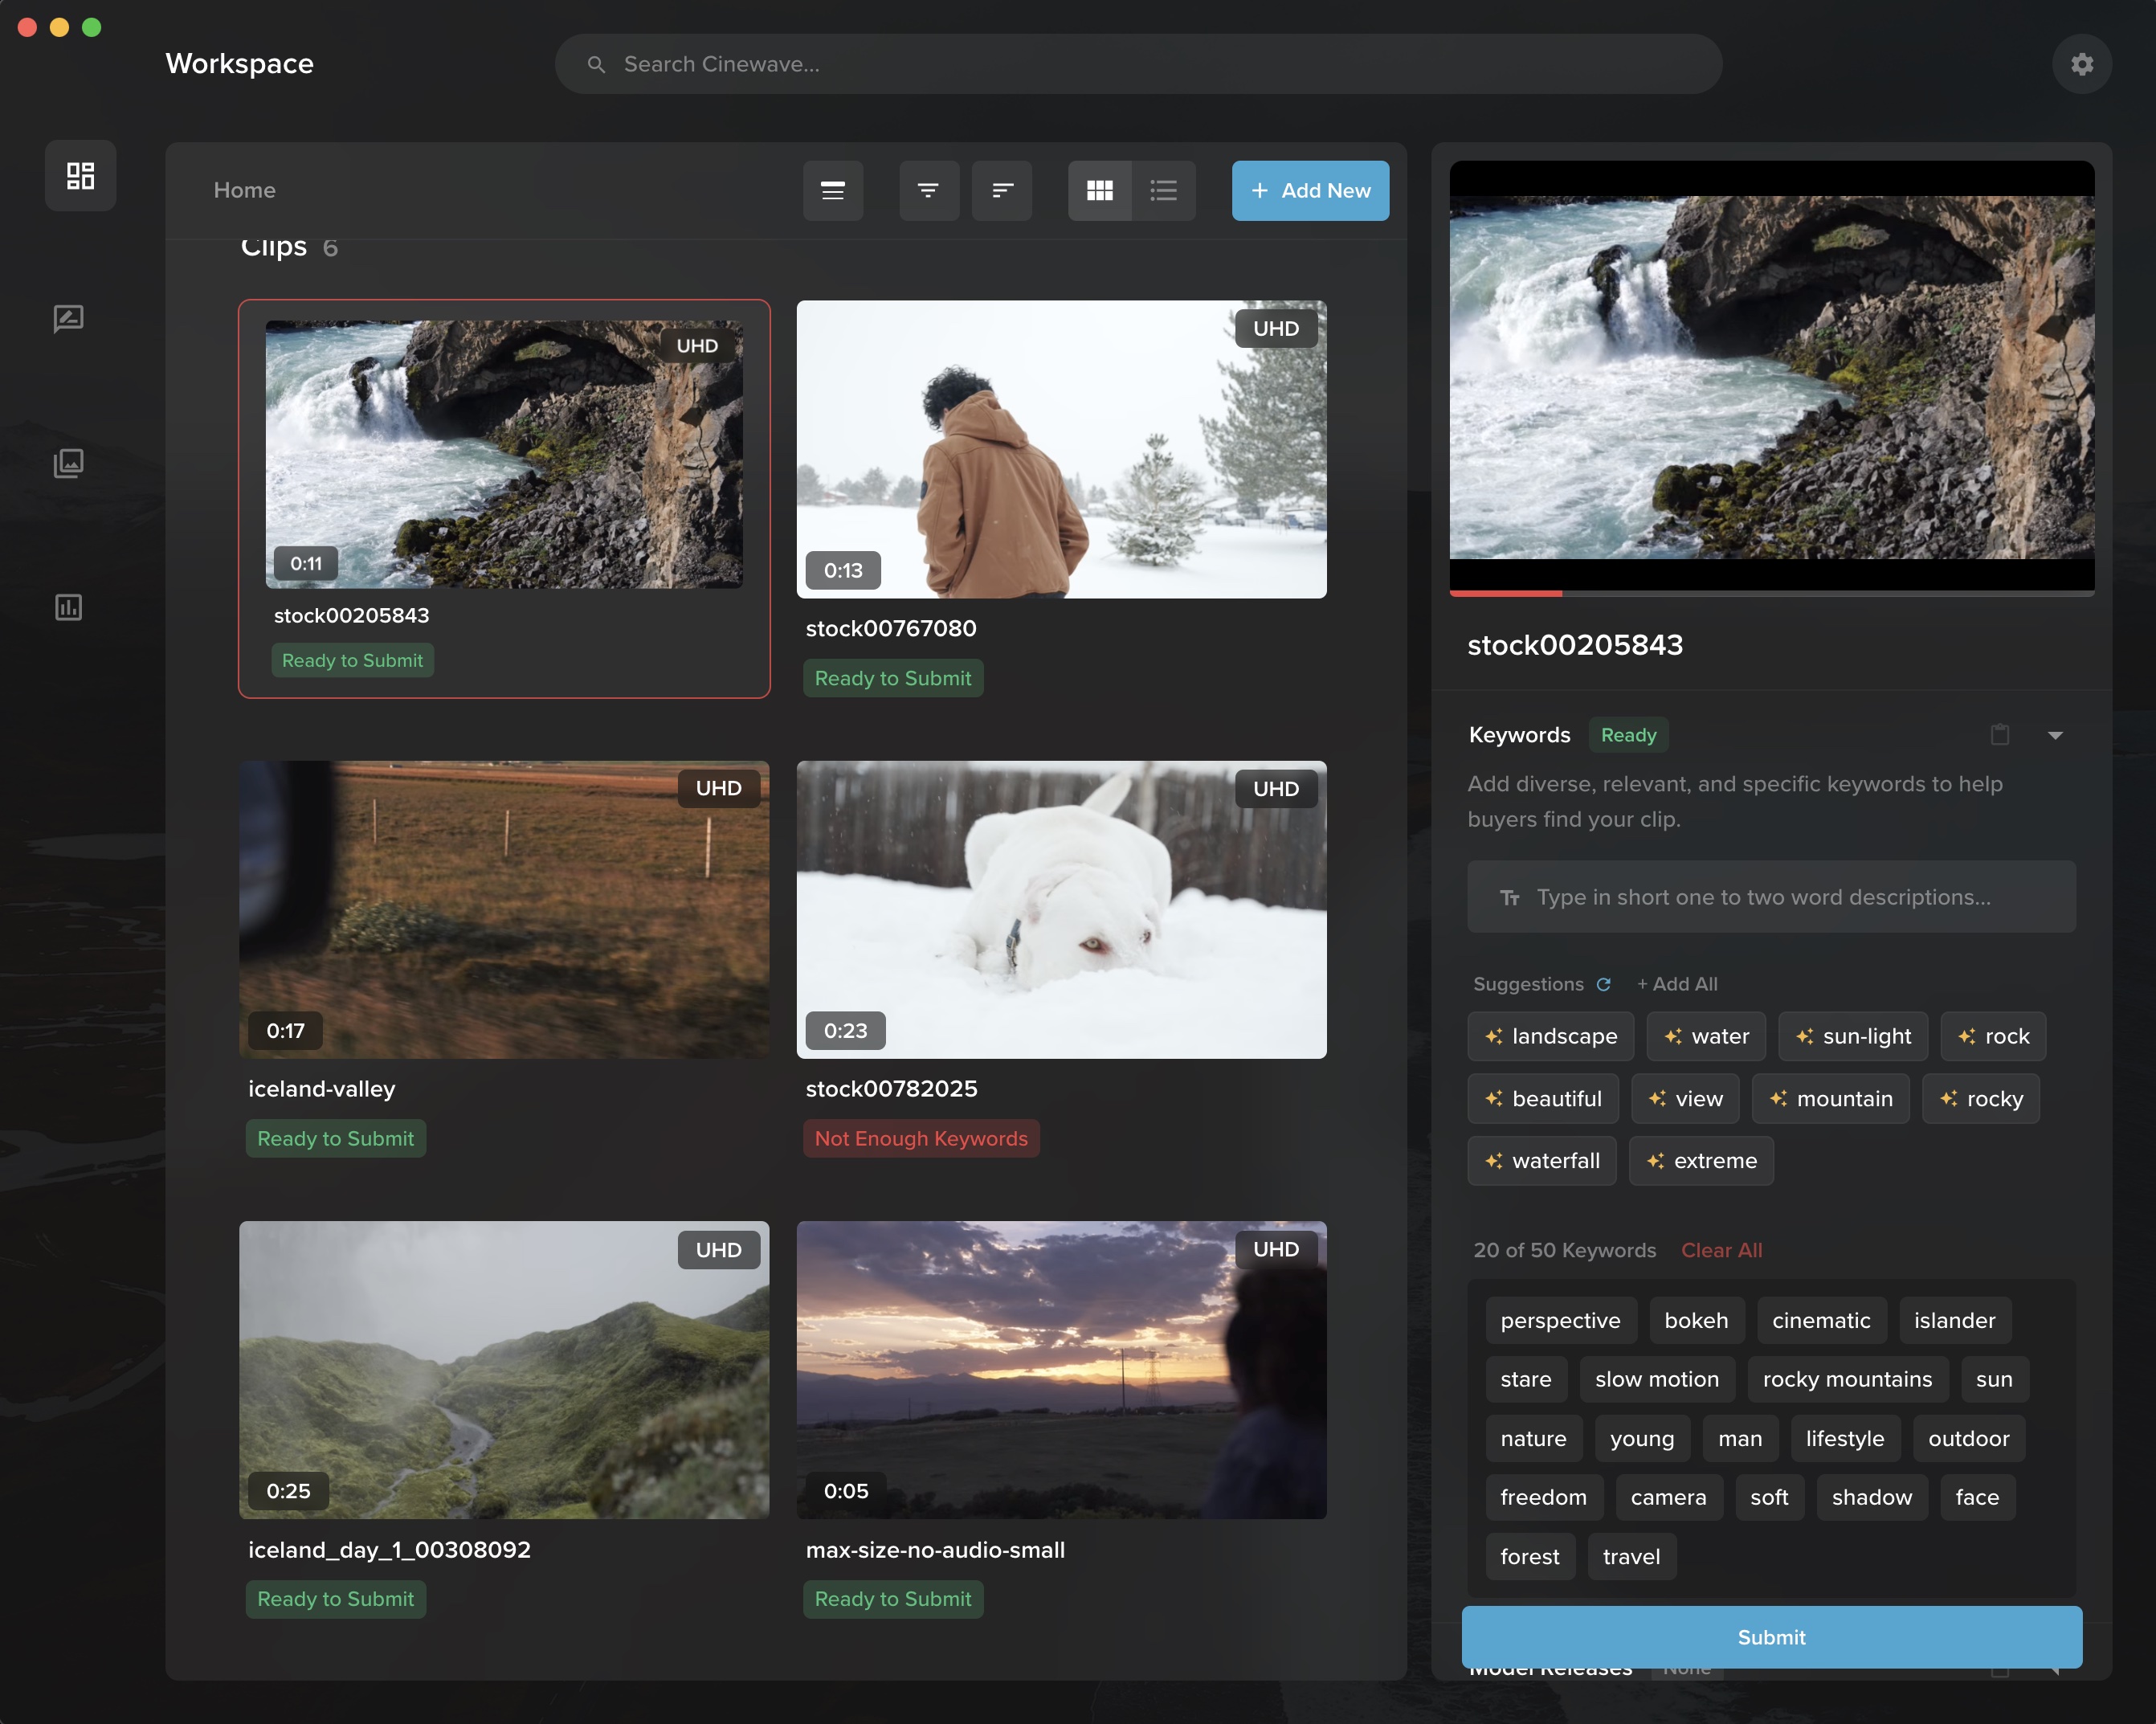 Workspace
Search Cinewave...
Home
Add New
Clips 6
UHD
0:11
stock00205843
Ready to Submit
UHD
0:13
stock00767080
Ready to Submit
UHD
0:17
iceland-valley
Ready to Submit
UHD
0:23
stock00782025
Not Enough Keywords
UHD
0:25
iceland_day_1_00308092
Ready to Submit
UHD
0:05
max-size-no-audio-small
Ready to Submit
stock00205843
Keywords Ready
Add diverse, relevant, and specific keywords to help
buyers find your clip.
Type in short one to two word descriptions...
Suggestions + Add All
landscape water sun-light rock
beautiful view mountain rocky
waterfall extreme
20 of 50 Keywords Clear All
perspective bokeh cinematic islander
stare slow motion rocky mountains sun
nature young man lifestyle outdoor
freedom camera soft shadow face
forest travel
Submit
Model Releases None